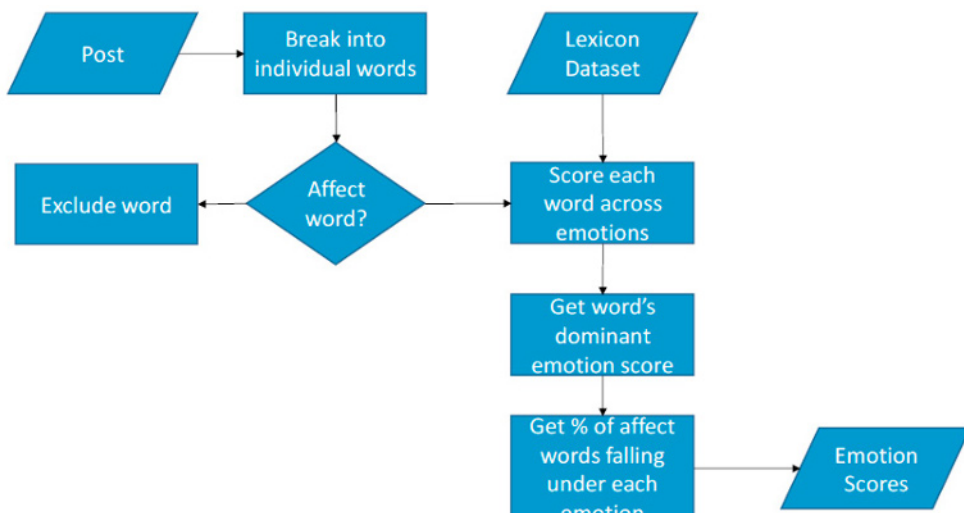 Post
Break into
individual words
Lexicon
Dataset
Exclude word
Affect
word?
Score each
word across
emotions
Get word's
dominant
emotion score
Get % of affect
words falling
under each
emotion
Emotion
Scores